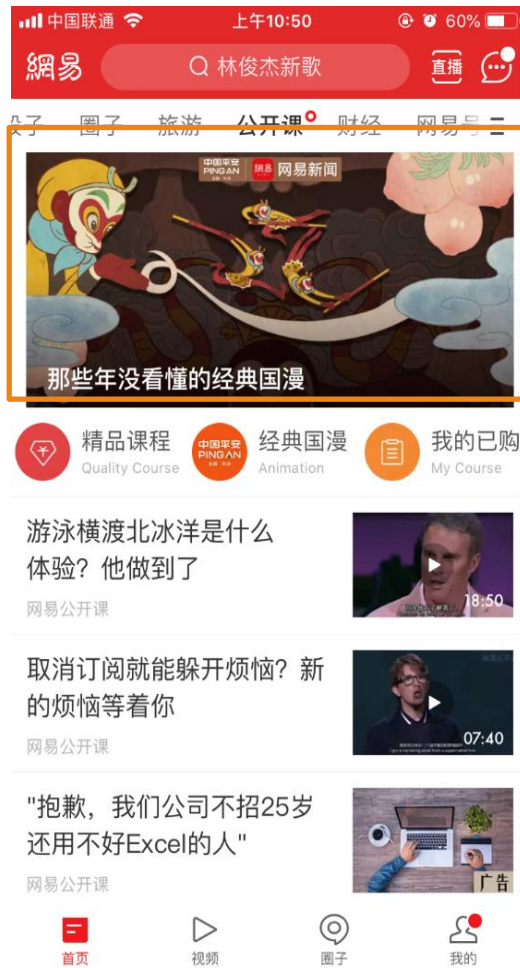 中国联通
上午10:50
60%
網易
林俊杰新歌
直播
圈子
旅游
公开课
财经
网易号
中国平安
PING AN
网易新闻
那些年没看懂的经典国漫
精品课程
Quality Course
中国平安
PING AN
经典国漫
Animation
我的已购
My Course
游泳横渡北冰洋是什么
体验?他做到了
网易公开课
18:50
取消订阅就能躲开烦恼?新
的烦恼等着你
网易公开课
07:40
"抱歉,我们公司不招25岁
还用不好Excel的人"
网易公开课
广告
首页
视频
圈子
我的